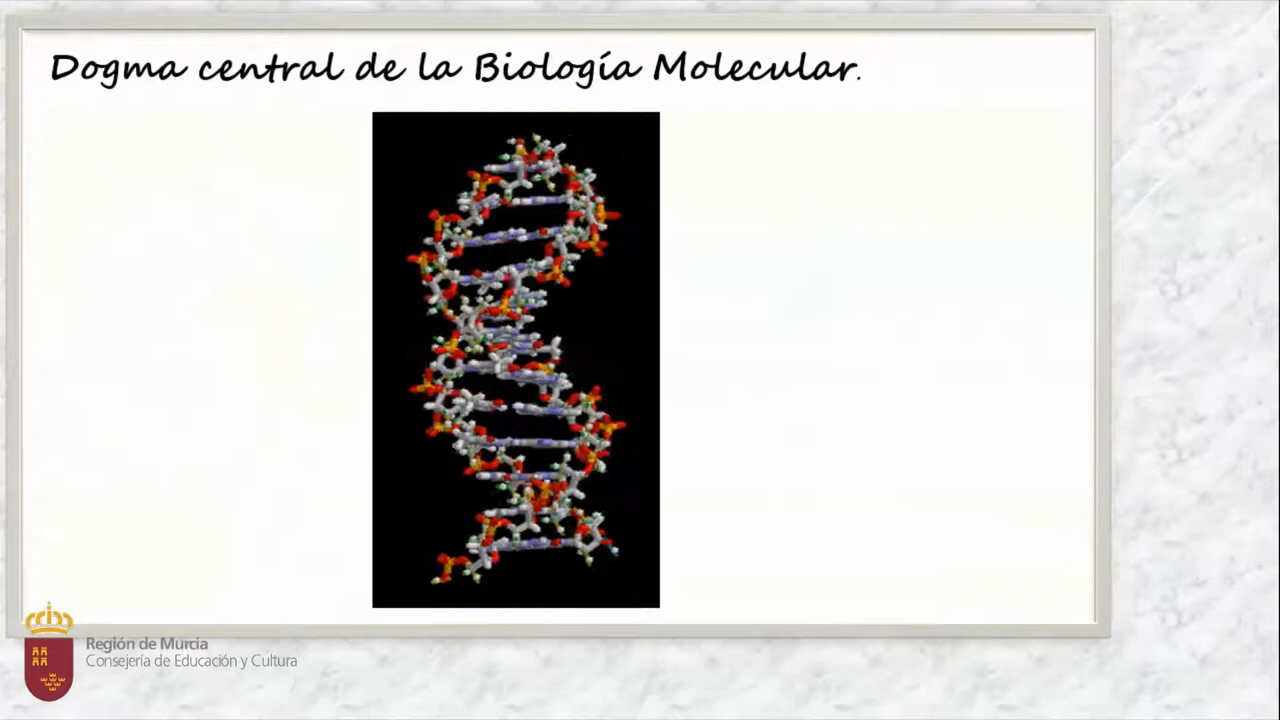 Dogma central de la Biología Molecular.
Región de Murcia
Consejería de Educación y Cultura